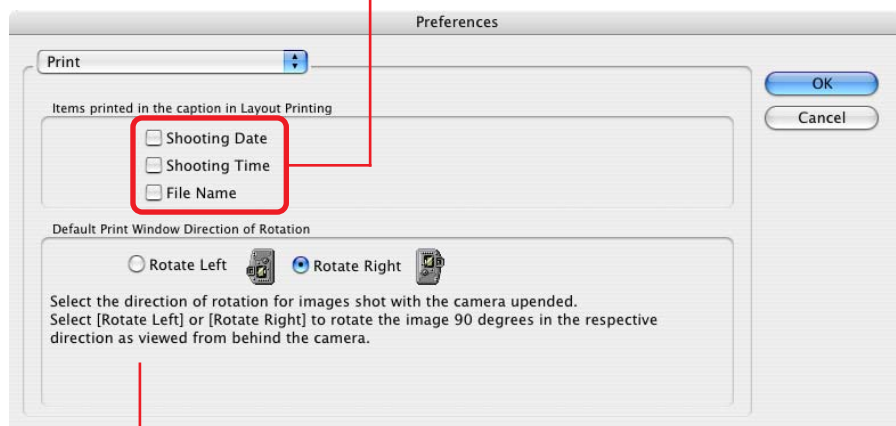 Preferences
Print
OK
Items printed in the caption in Layout Printing
Cancel
Shooting Date
Shooting Time
File Name
Default Print Window Direction of Rotation
Rotate Left Rotate Right
Select the direction of rotation for images shot with the camera upended.
Select [Rotate Left] or [Rotate Right] to rotate the image 90 degrees in the respective
direction as viewed from behind the camera.